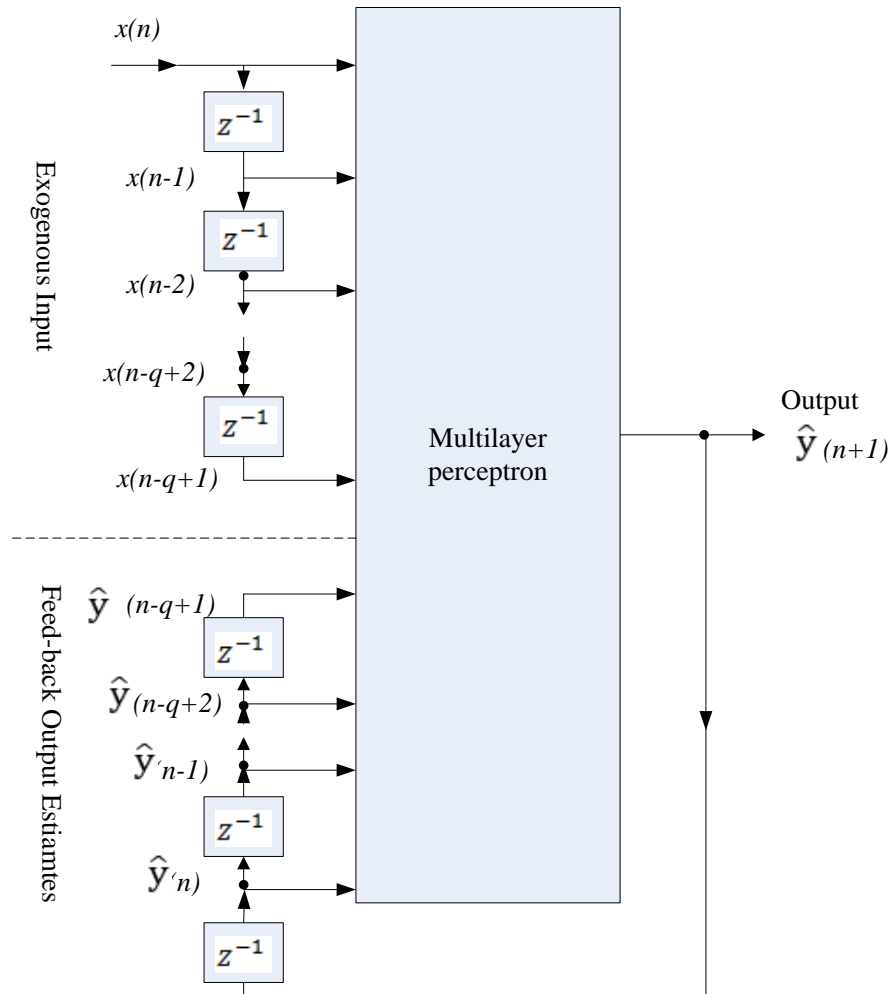 x(n)
z⁻¹
x(n-1)
z⁻¹
x(n-2)
x(n-q+2)
z⁻¹
x(n-q+1)
Exogenous Input
Multilayer
perceptron
Output
ŷ (n+1)
ŷ (n-q+1)
z⁻¹
ŷ (n-q+2)
ŷ(n-1)
z⁻¹
ŷ(n)
z⁻¹
Feed-back Output Estiamtes